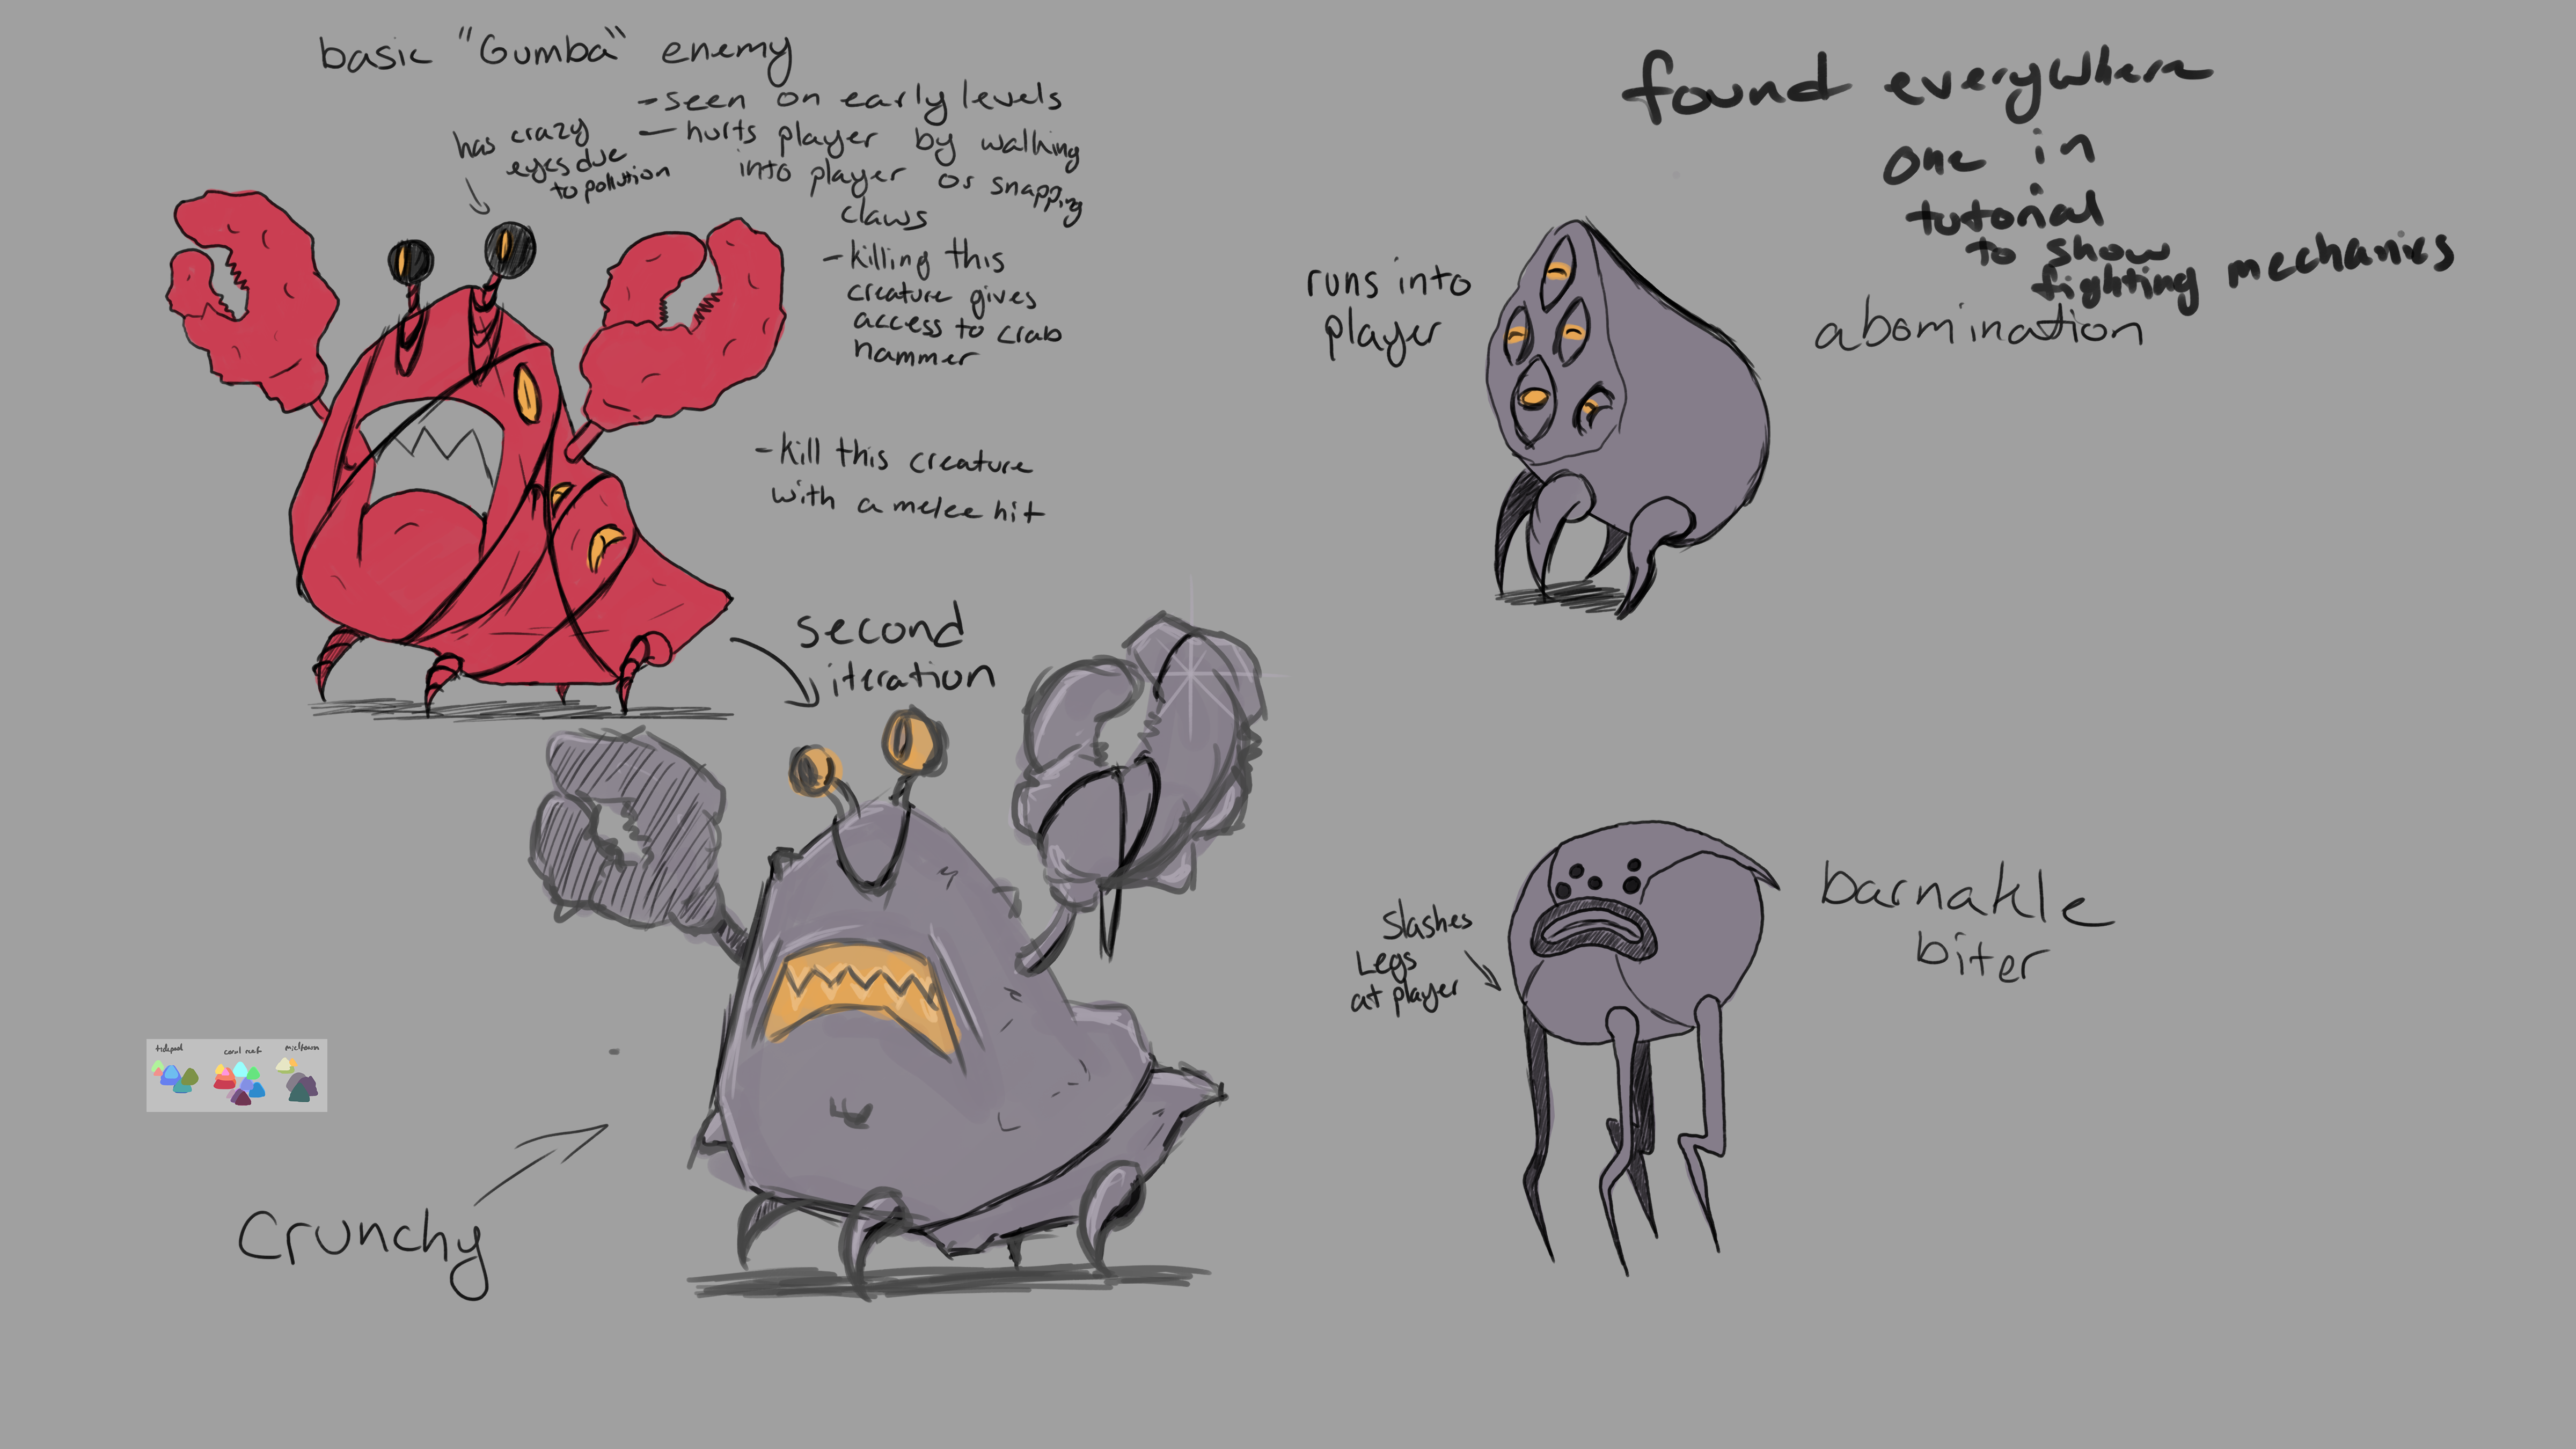 basic "Gumba" enemy
- seen on early levels
- hurts player by walking
into player or snapping
claws
- killing this
creature gives
access to crab
hammer
has crazy
eyes due
to pollution
- kill this creature
with a melee hit
second
iteration
Crunchy
tidepool
coral reef
found everywhere
one in
tutorial
to show
fighting mechanics
runs into
player
abomination
Slashes
Legs
at player
barnakle
biter